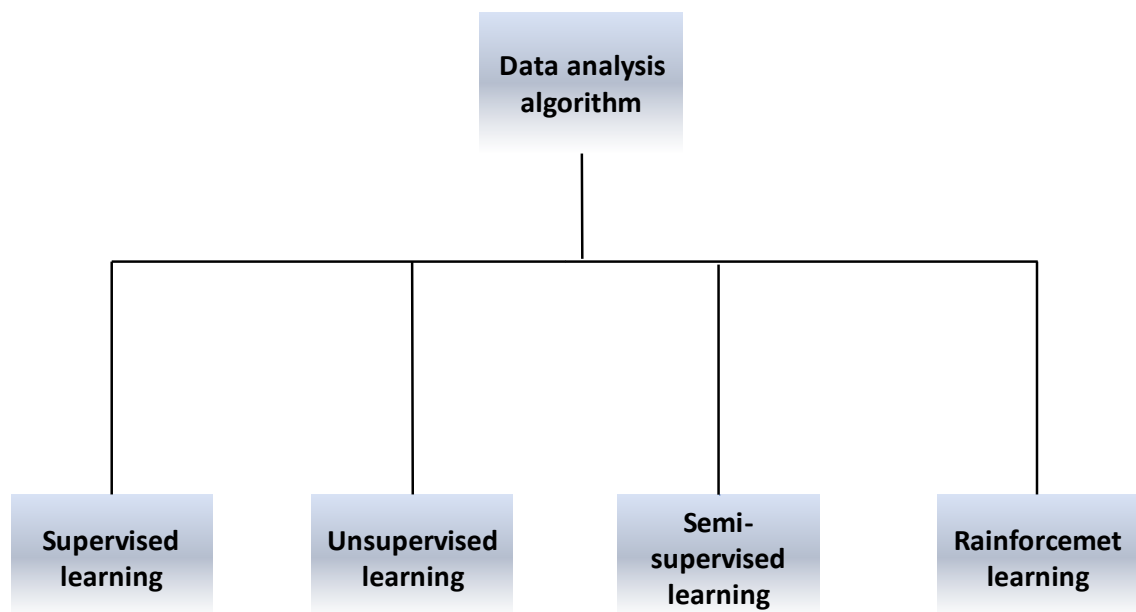 Data analysis
algorithm
Supervised
learning
Unsupervised
learning
Semi-
supervised
learning
Rainforcemet
learning